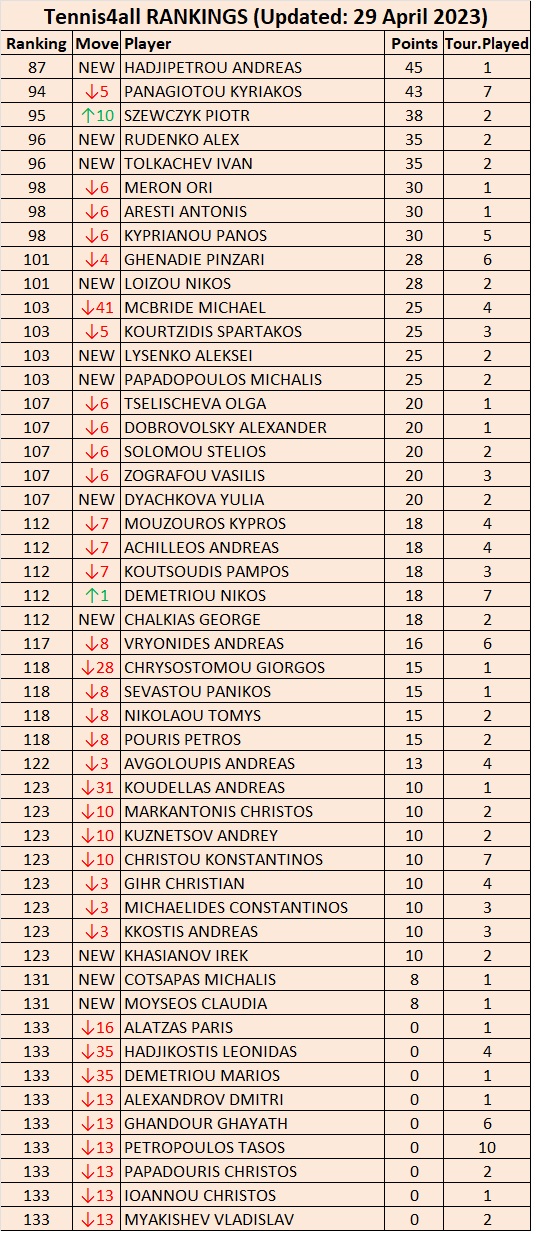 Tennis4all RANKINGS (Updated: 29 April 2023)
Ranking Move Player Points Tour.Played
87 NEW HADJIPETROU ANDREAS 45 1
94 ↓5 PANAGIOTOU KYRIAKOS 43 7
95 ↑10 SZEWCZYK PIOTR 38 2
96 NEW RUDENKO ALEX 35 2
96 NEW TOLKACHEV IVAN 35 2
98 ↓6 MERON ORI 30 1
98 ↓6 ARESTI ANTONIS 30 1
98 ↓6 KYPRIANOU PANOS 30 5
101 ↓4 GHENADIE PINZARI 28 6
101 NEW LOIZOU NIKOS 28 2
103 ↓41 MCBRIDE MICHAEL 25 4
103 ↓5 KOURTZIDIS SPARTAKOS 25 3
103 NEW LYSENKO ALEKSEI 25 2
103 NEW PAPADOPOULOS MICHALIS 25 2
107 ↓6 TSELISCHEVA OLGA 20 1
107 ↓6 DOBROVOLSKY ALEXANDER 20 1
107 ↓6 SOLOMOU STELIOS 20 2
107 ↓6 ZOGRAFOU VASILIS 20 3
107 NEW DYACHKOVA YULIA 20 2
112 ↓7 MOUZOUROS KYPROS 18 4
112 ↓7 ACHILLEOS ANDREAS 18 4
112 ↓7 KOUTSOUDIS PAMPOS 18 3
112 ↑1 DEMETRIOU NIKOS 18 7
112 NEW CHALKIAS GEORGE 18 2
117 ↓8 VRYONIDES ANDREAS 16 6
118 ↓28 CHRYSOSTOMOU GIORGOS 15 1
118 ↓8 SEVASTOU PANIKOS 15 1
118 ↓8 NIKOLAOU TOMYS 15 2
118 ↓8 POURIS PETROS 15 2
122 ↓3 AVGOLOUPIS ANDREAS 13 4
123 ↓31 KOUDELLAS ANDREAS 10 1
123 ↓10 MARKANTONIS CHRISTOS 10 2
123 ↓10 KUZNETSOV ANDREY 10 2
123 ↓10 CHRISTOU KONSTANTINOS 10 7
123 ↓3 GIHR CHRISTIAN 10 4
123 ↓3 MICHAELIDES CONSTANTINOS 10 3
123 ↓3 KKOSTIS ANDREAS 10 3
123 NEW KHASIANOV IREK 10 2
131 NEW COTSAPAS MICHALIS 8 1
131 NEW MOYSEOS CLAUDIA 8 1
133 ↓16 ALATZAS PARIS 0 1
133 ↓35 HADJIKOSTIS LEONIDAS 0 4
133 ↓35 DEMETRIOU MARIOS 0 1
133 ↓13 ALEXANDROV DMITRI 0 1
133 ↓13 GHANDOUR GHAYATH 0 6
133 ↓13 PETROPOULOS TASOS 0 10
133 ↓13 PAPADOURIS CHRISTOS 0 2
133 ↓13 IOANNOU CHRISTOS 0 1
133 ↓13 MYAKISHEV VLADISLAV 0 2